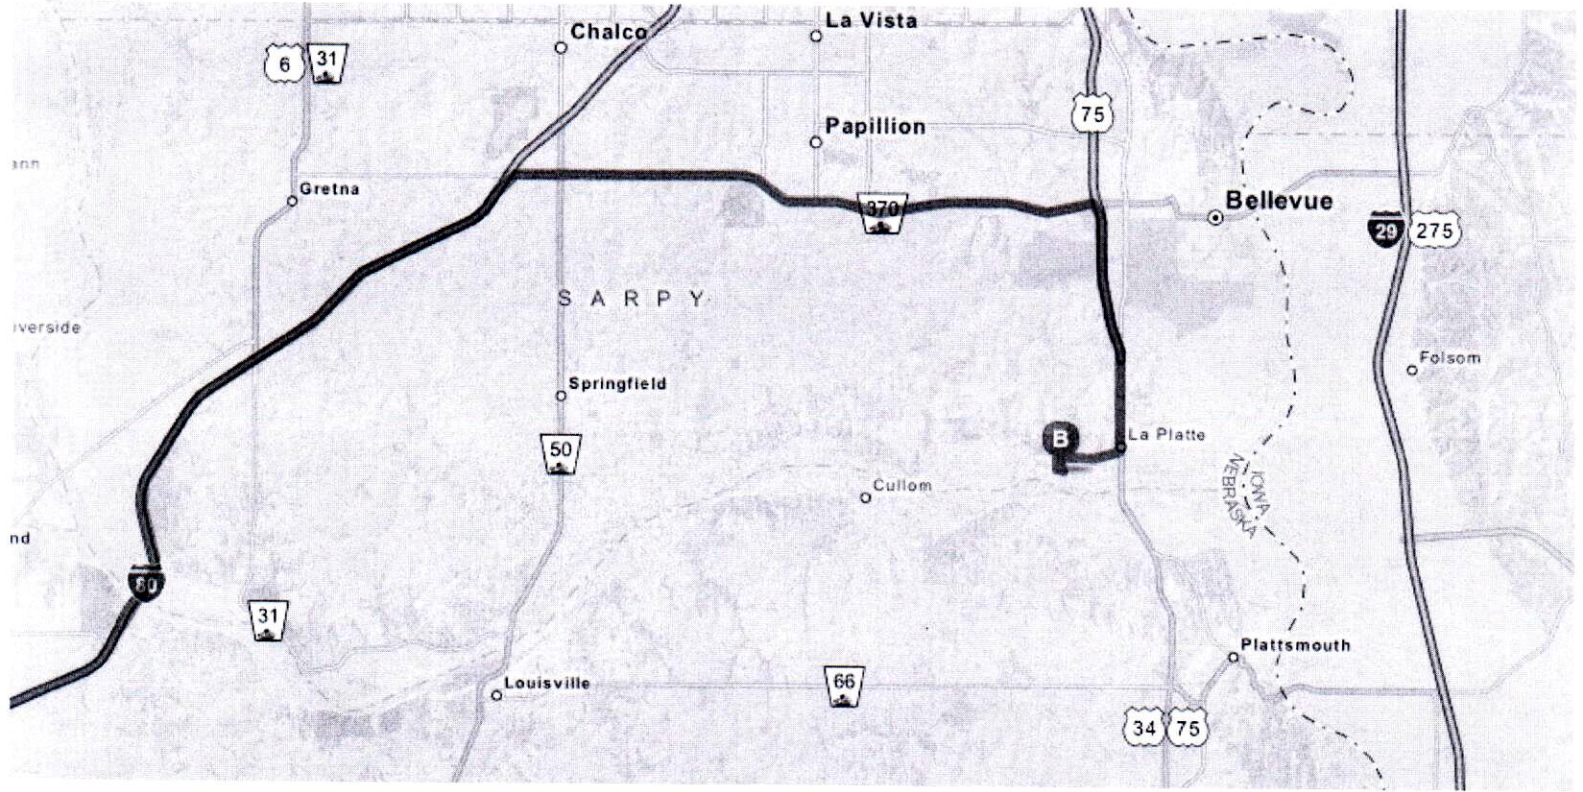 Chalco
La Vista
6
31
75
Papillion
ann
Gretna
370
Bellevue
29
275
S A R P Y
iverside
Folsom
Springfield
50
B
La Platte
Cullom
IOWA
NEBRASKA
nd
80
31
Plattsmouth
Louisville
66
34
75